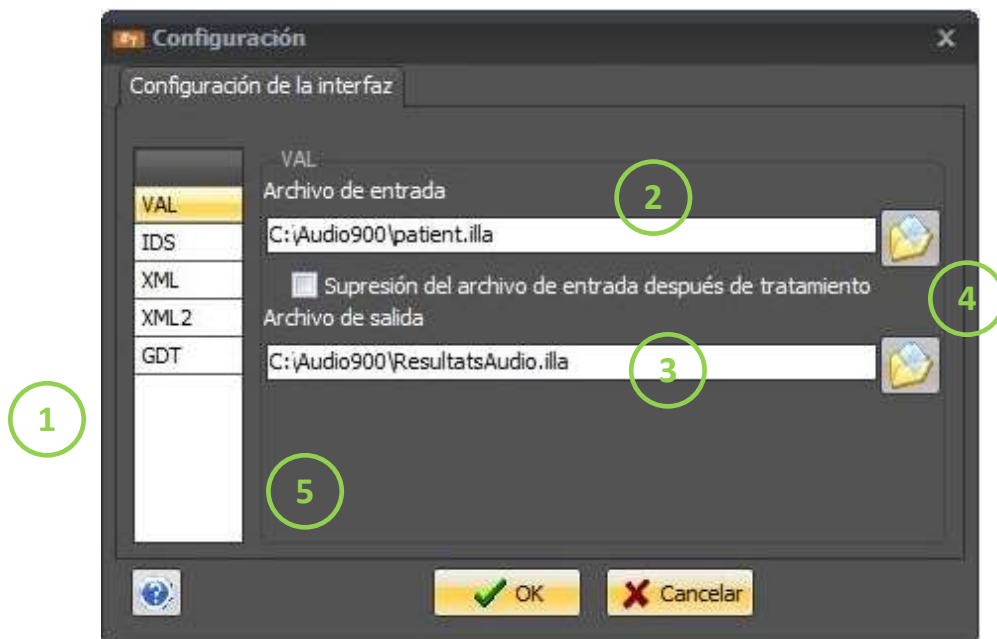 Configuración
Configuración de la interfaz
VAL
Archivo de entrada
2
VAL
C:\Audio900\patient.illa
IDS
XML
Supresión del archivo de entrada después de tratamiento
4
XML2
Archivo de salida
GDT
C:\Audio900\ResultatsAudio.illa
3
1
5
OK
Cancelar